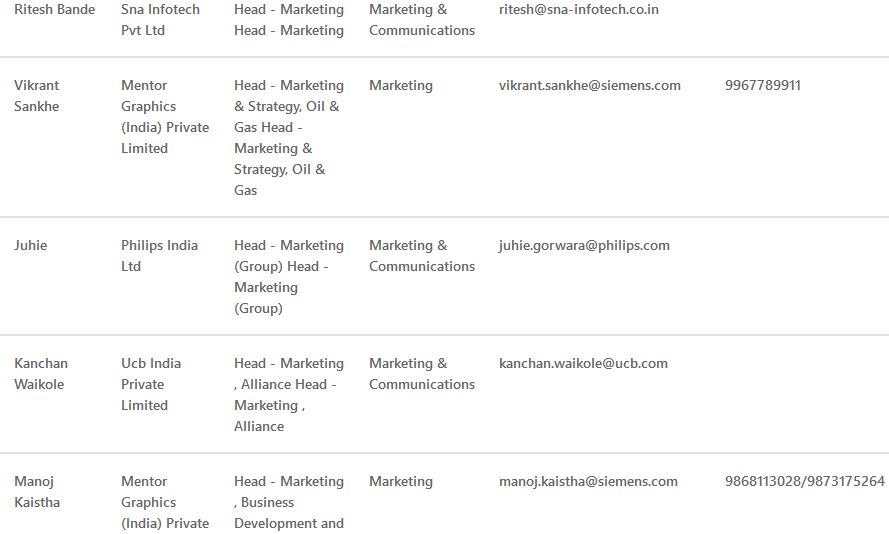 Ritesh Bande
Sna Infotech
Pvt Ltd
Head - Marketing
Head - Marketing
Marketing &
Communications
ritesh@sna-infotech.co.in
Vikrant
Sankhe
Mentor
Graphics
(India) Private
Limited
Head - Marketing
& Strategy, Oil &
Gas Head -
Marketing &
Strategy, Oil &
Gas
Marketing
vikrant.sankhe@siemens.com
9967789911
Juhie
Philips India
Ltd
Head - Marketing
(Group) Head -
Marketing
(Group)
Marketing &
Communications
juhie.gorwara@philips.com
Kanchan
Waikole
Ucb India
Private
Limited
Head - Marketing
, Alliance Head -
Marketing ,
Alliance
Marketing &
Communications
kanchan.waikole@ucb.com
Manoj
Kaistha
Mentor
Graphics
(India) Private
Head - Marketing
, Business
Development and
Marketing
manoj.kaistha@siemens.com
9868113028/9873175264